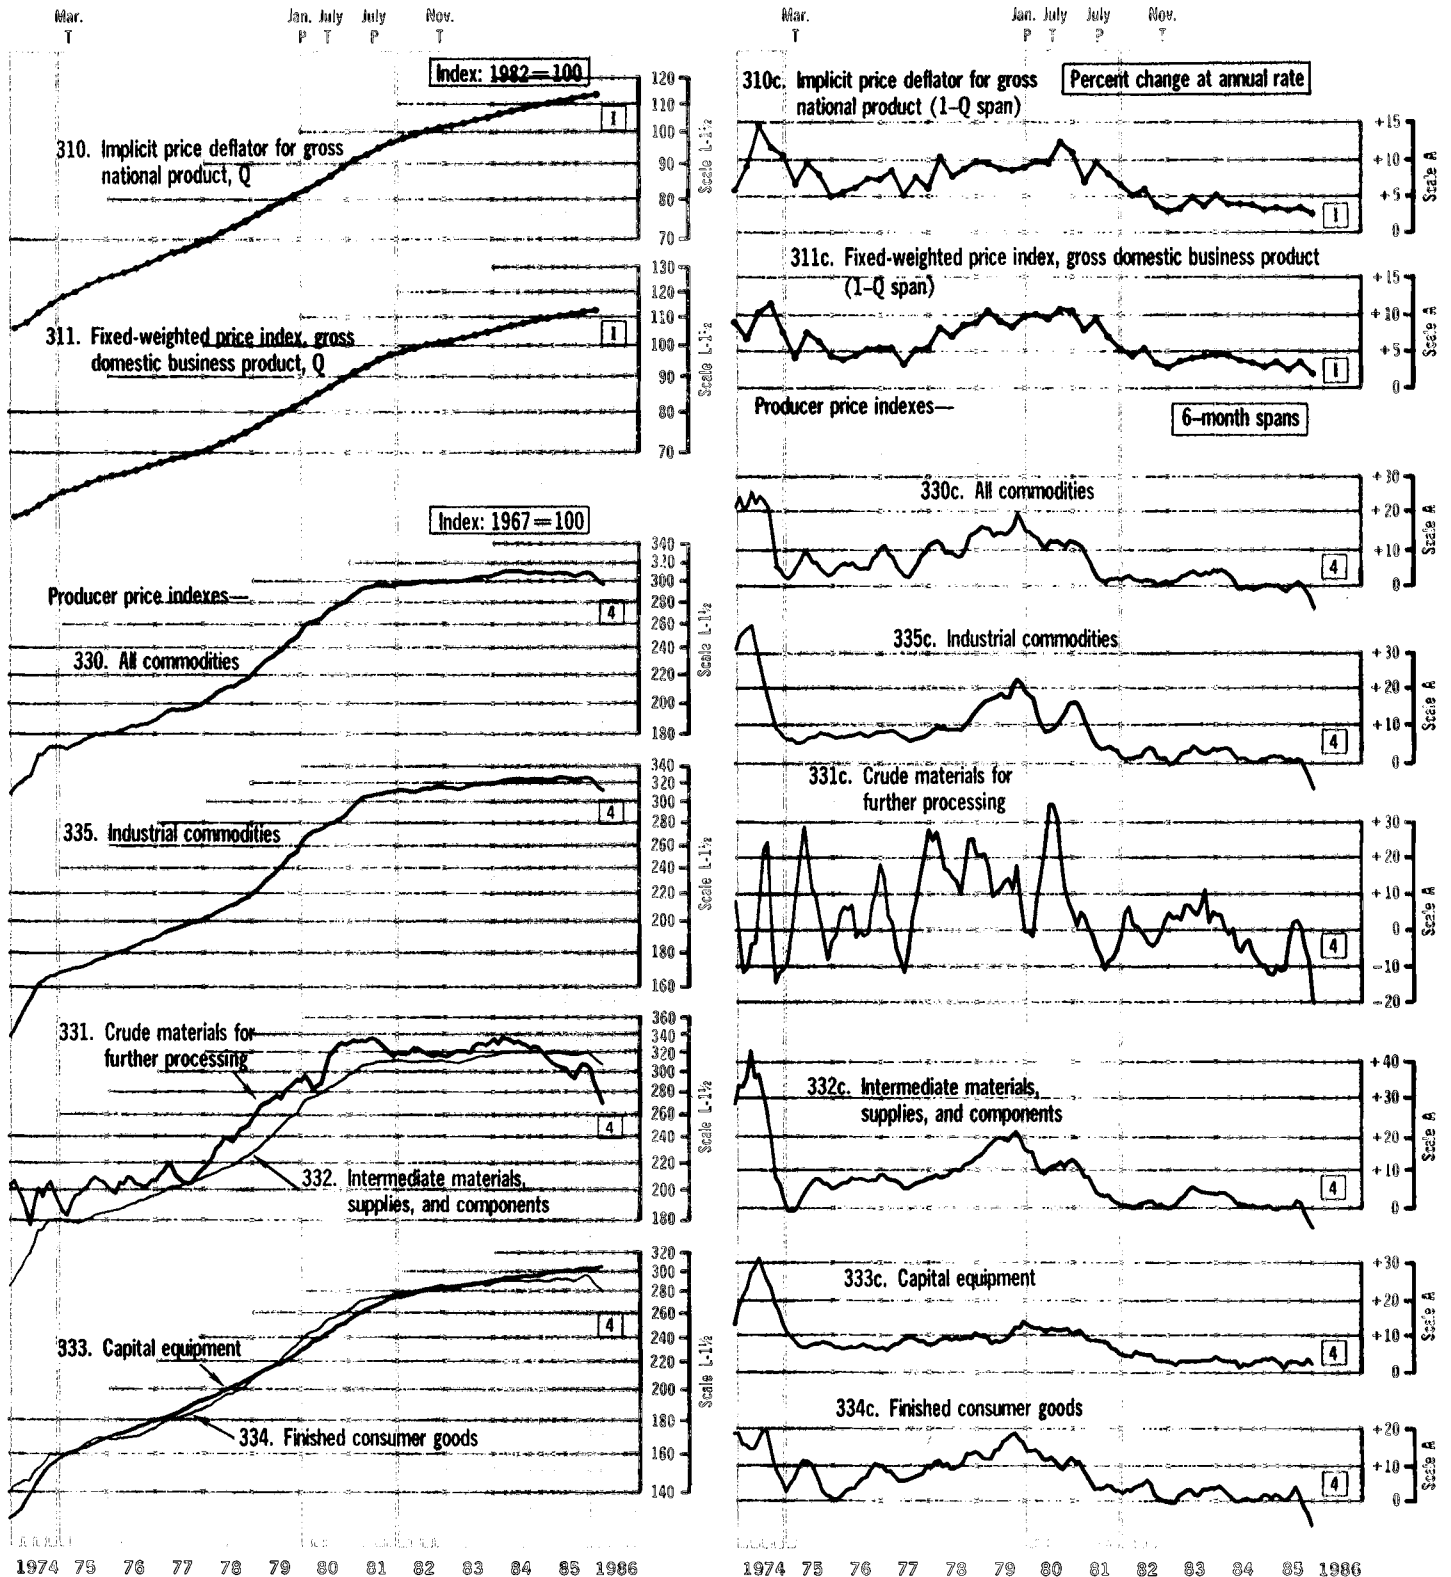 Mar. Jan. July July Nov.
T P T P T
Index: 1982=100
120
110
100
90
80
70
Scale L-1½
1
310. Implicit price deflator for gross
national product, Q
130
120
110
100
90
80
70
Scale L-1½
1
311. Fixed-weighted price index, gross
domestic business product, Q
Index: 1967=100
Producer price indexes—
340
320
300
280
260
240
220
200
180
Scale L-1½
4
330. All commodities
340
320
300
280
260
240
220
200
180
160
Scale L-1½
4
335. Industrial commodities
360
340
320
300
280
260
240
220
200
180
Scale L-1½
4
331. Crude materials for
further processing
332. Intermediate materials,
supplies, and components
320
300
280
260
240
220
200
180
160
140
Scale L-1½
4
333. Capital equipment
334. Finished consumer goods
1974 75 76 77 78 79 80 81 82 83 84 85 1986
Mar. Jan. July July Nov.
T P T P T
310c. Implicit price deflator for gross
national product (1-Q span)
Percent change at annual rate
+15
+10
+5
0
Scale A
1
311c. Fixed-weighted price index, gross domestic business product
(1-Q span)
+15
+10
+5
0
Scale A
1
Producer price indexes—
6-month spans
330c. All commodities
+30
+20
+10
0
Scale A
4
335c. Industrial commodities
+30
+20
+10
0
Scale A
4
331c. Crude materials for
further processing
+30
+20
+10
0
-10
-20
Scale A
4
332c. Intermediate materials,
supplies, and components
+40
+30
+20
+10
0
Scale A
4
333c. Capital equipment
+30
+20
+10
0
Scale A
4
334c. Finished consumer goods
+20
+10
0
Scale A
4
1974 75 76 77 78 79 80 81 82 83 84 85 1986